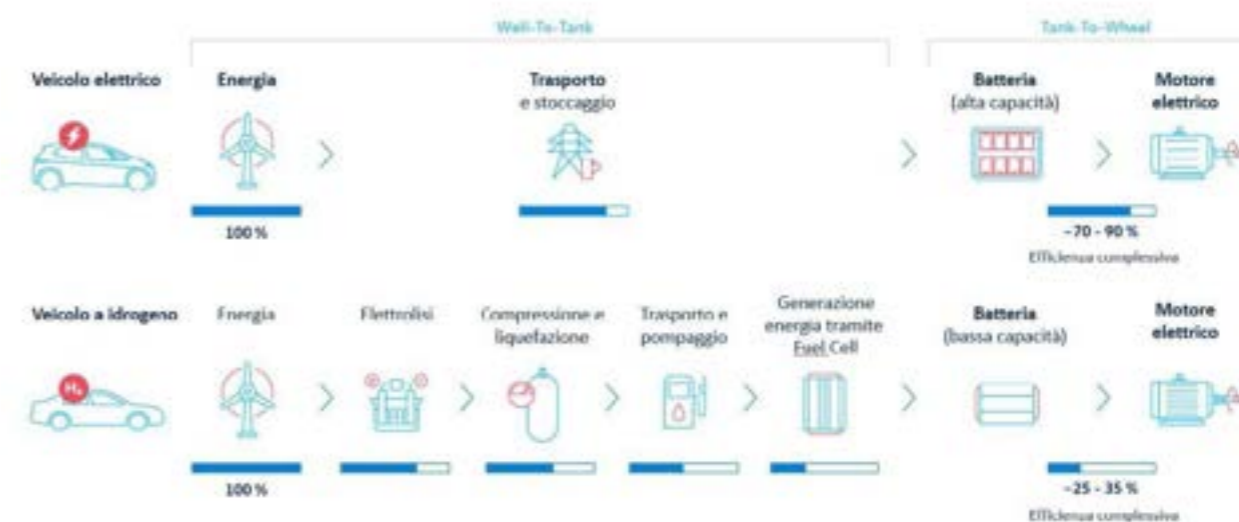 Well-To-Tank
Tank-To-Wheel
Veicolo elettrico
Energia
Trasporto
e stoccaggio
Batteria
(alta capacità)
Motore
elettrico
100 %
~70 - 90 %
Efficienza complessiva
Veicolo a idrogeno
Energia
Elettrolisi
Compressione e
liquefazione
Trasporto e
pompaggio
Generazione
energia tramite
Fuel Cell
Batteria
(bassa capacità)
Motore
elettrico
H₂
100 %
~25 - 35 %
Efficienza complessiva